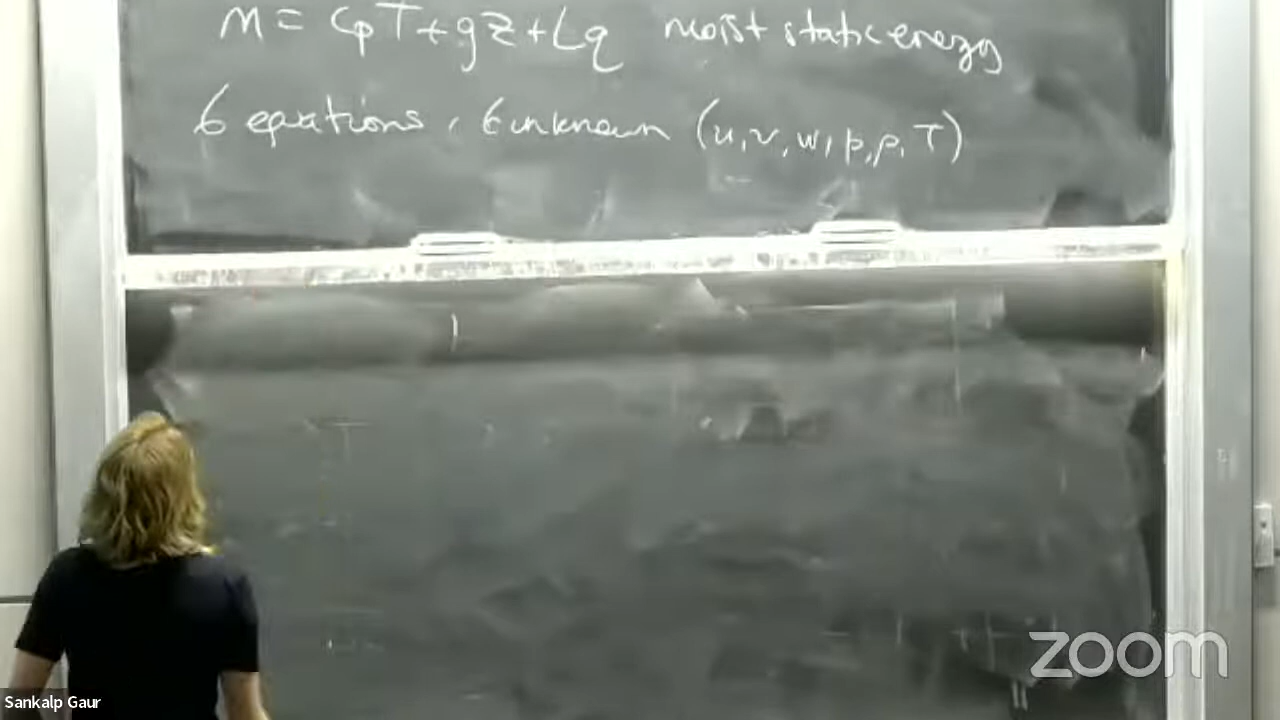 m = CpT + gz + Lq moist static energy
6 equations, 6 unknown (u, v, w, p, ρ, T)
zoom
Sankalp Gaur